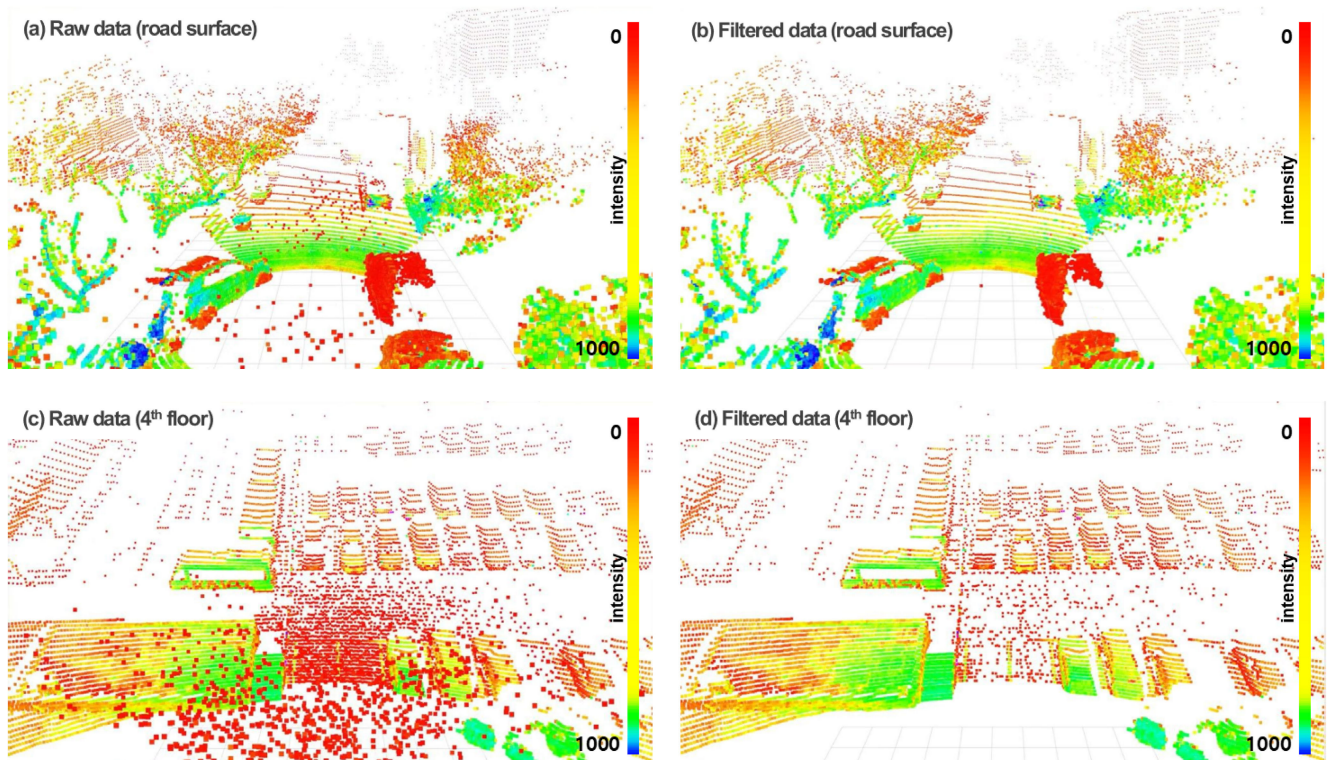 (a) Raw data (road surface)
0
intensity
1000
(b) Filtered data (road surface)
0
intensity
1000
(c) Raw data (4th floor)
0
intensity
1000
(d) Filtered data (4th floor)
0
intensity
1000